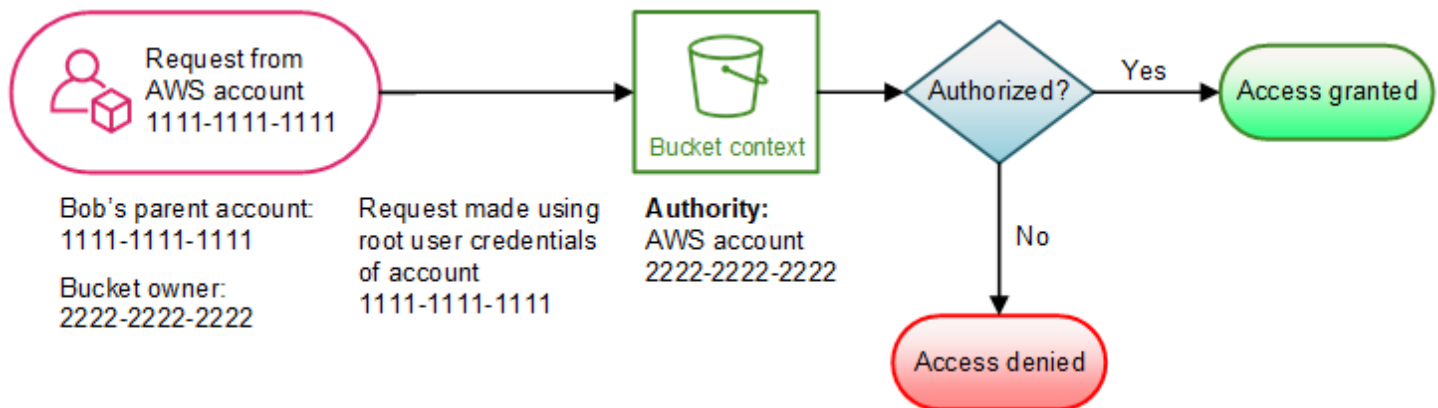 Request from
AWS account
1111-1111-1111
Bucket context
Authorized?
Yes
Access granted
Bob's parent account:
1111-1111-1111
Bucket owner:
2222-2222-2222
Request made using
root user credentials
of account
1111-1111-1111
Authority:
AWS account
2222-2222-2222
No
Access denied